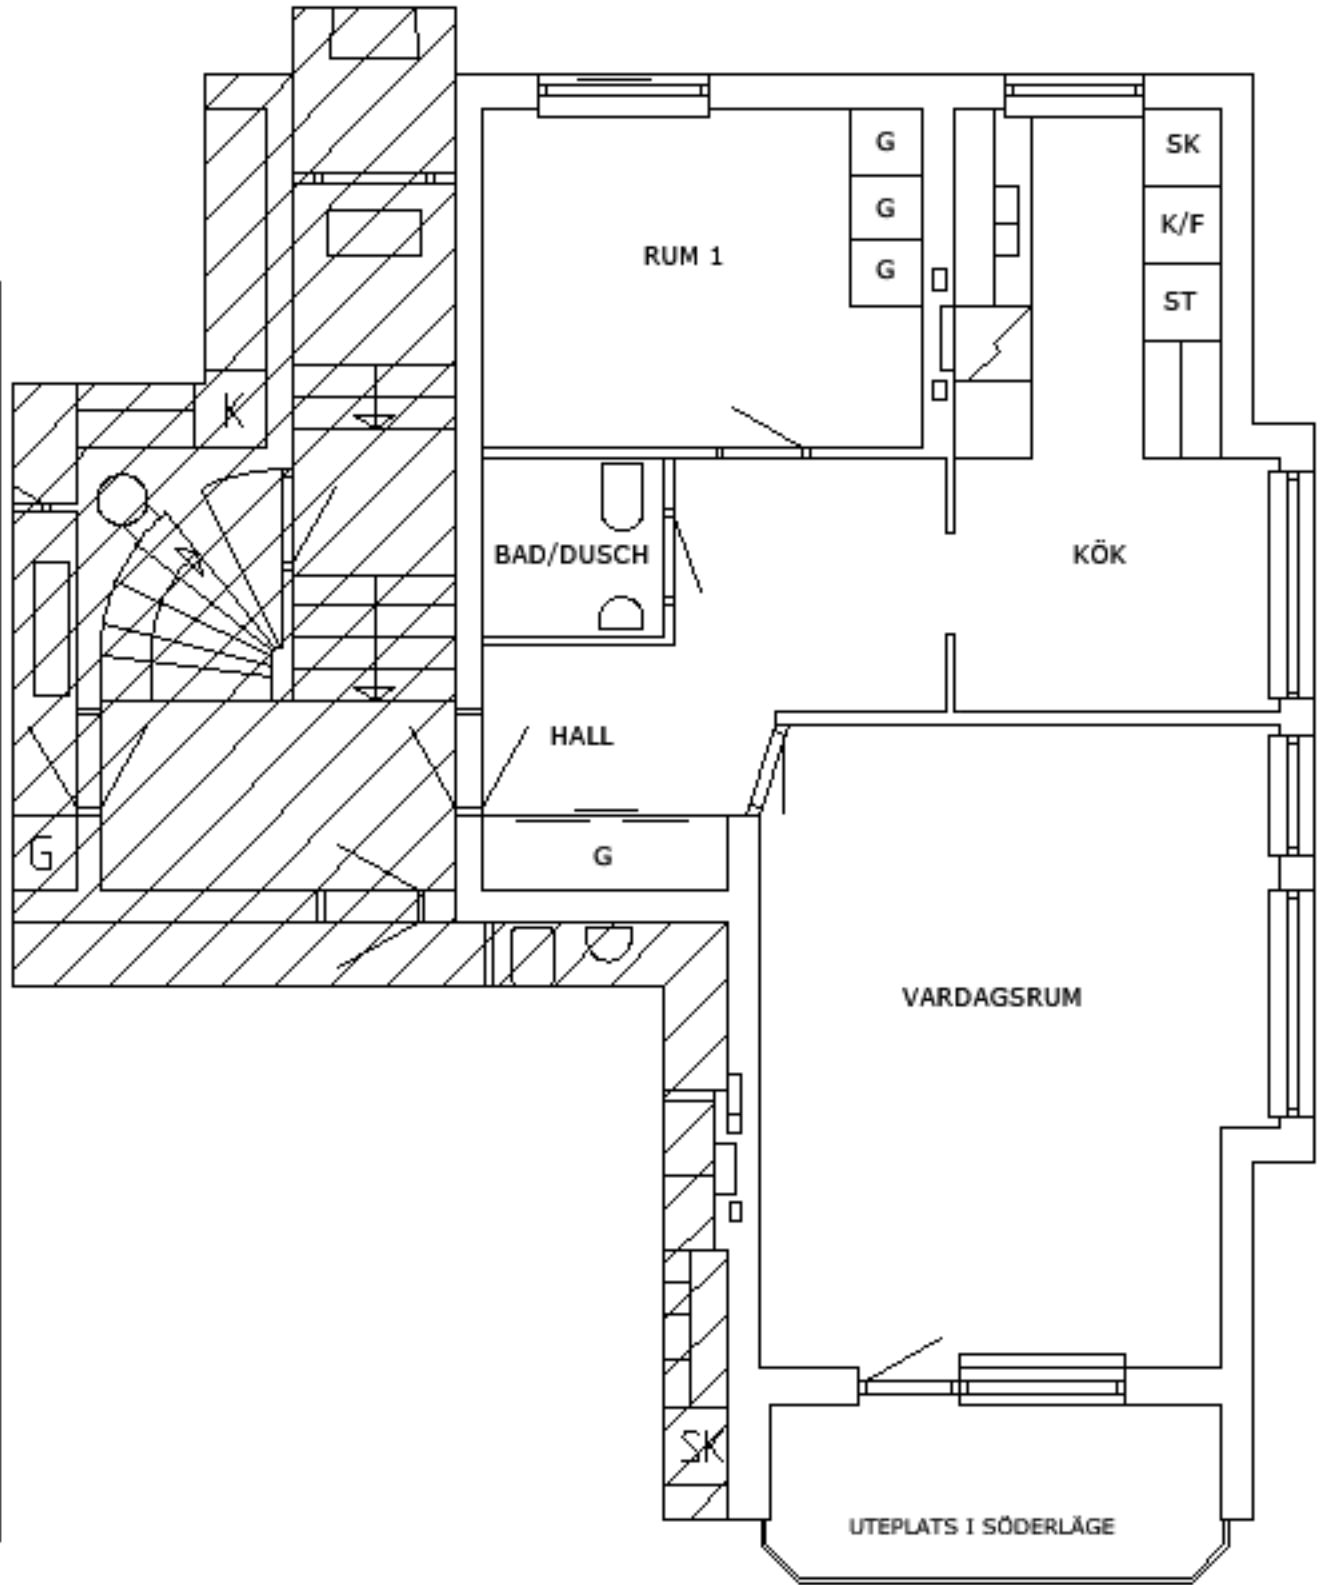 G
SK
G
K/F
RUM 1
G
ST
K
BAD/DUSCH
KÖK
HALL
G
G
VARDAGSRUM
SK
UTEPLATS I SÖDERLÄGE